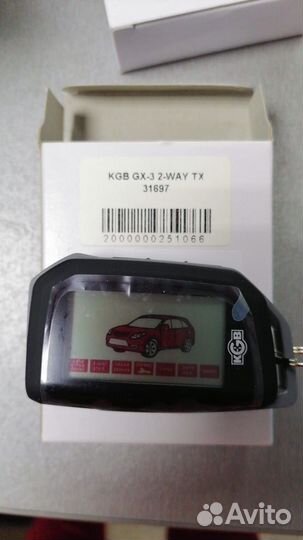 KGB GX-3 2-WAY TX
31697
2000000251066
KGB
Avito